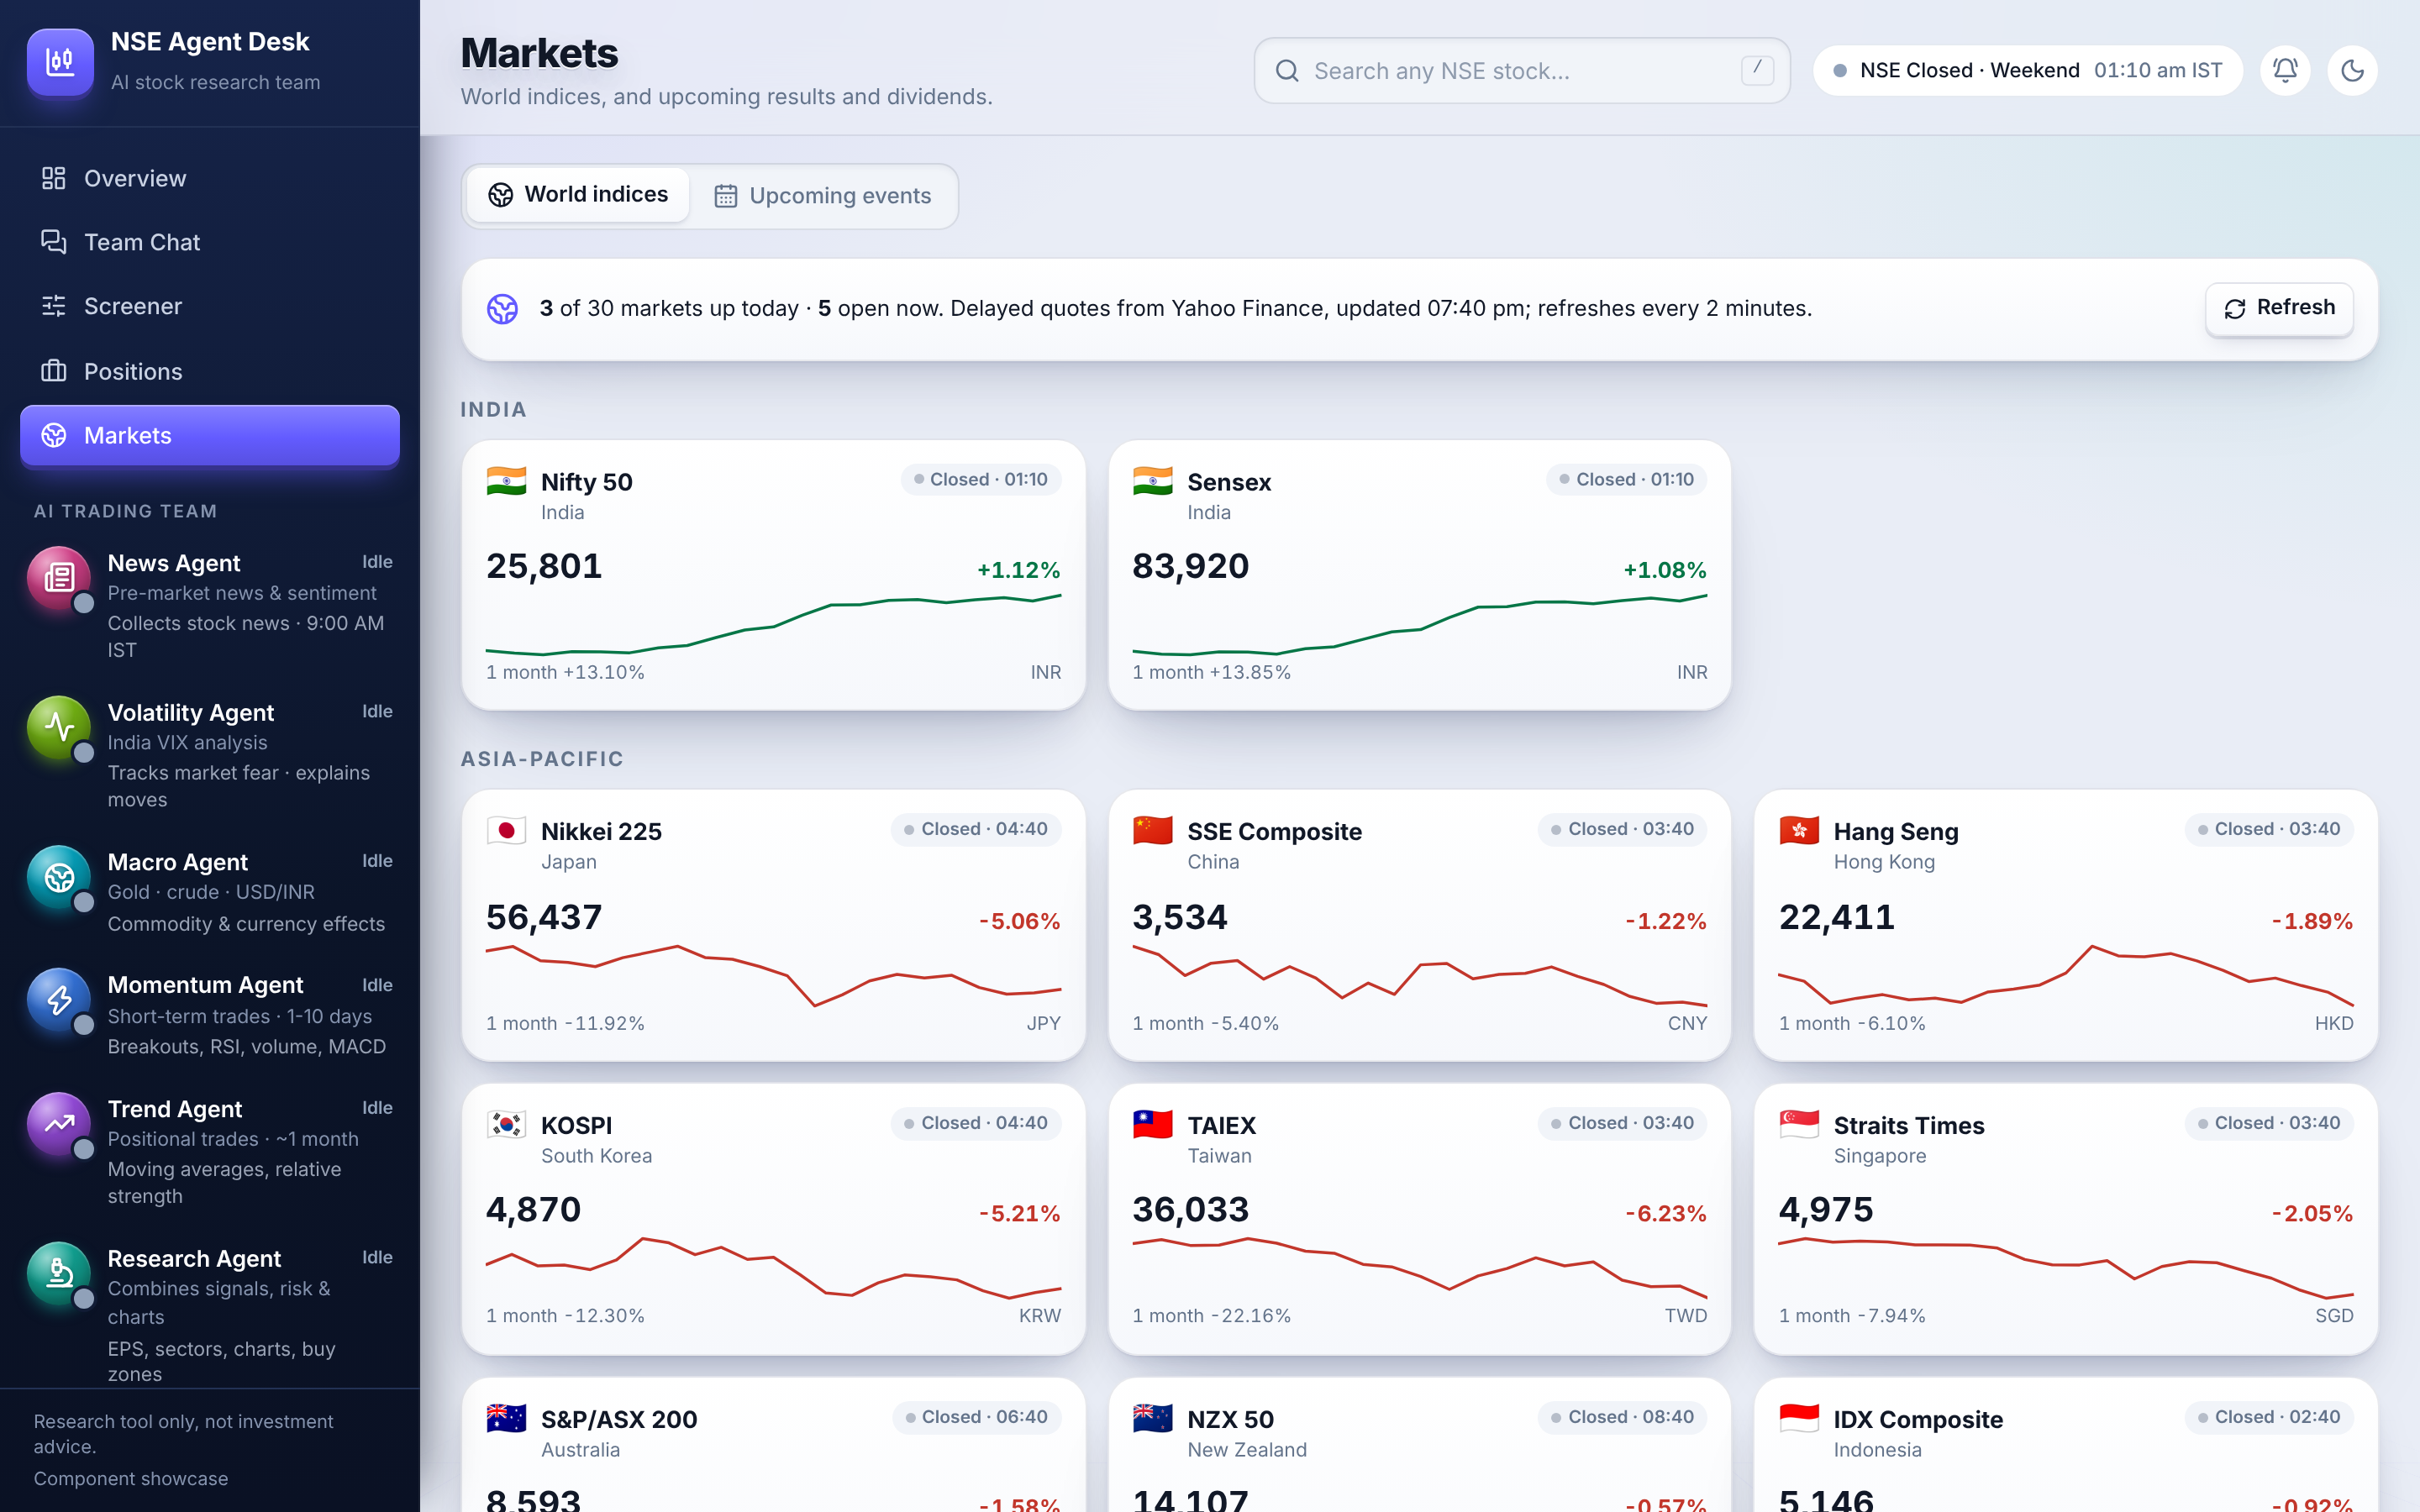 NSE Agent Desk
AI stock research team
Overview
Team Chat
Screener
Positions
Markets
AI TRADING TEAM
News Agent
Idle
Pre-market news & sentiment
Collects stock news · 9:00 AM
IST
Volatility Agent
Idle
India VIX analysis
Tracks market fear · explains
moves
Macro Agent
Idle
Gold · crude · USD/INR
Commodity & currency effects
Momentum Agent
Idle
Short-term trades · 1-10 days
Breakouts, RSI, volume, MACD
Trend Agent
Idle
Positional trades · ~1 month
Moving averages, relative
strength
Research Agent
Idle
Combines signals, risk &
charts
EPS, sectors, charts, buy
zones
Research tool only, not investment
advice.
Component showcase
Markets
World indices, and upcoming results and dividends.
Search any NSE stock...
/
NSE Closed · Weekend 01:10 am IST
World indices
Upcoming events
3 of 30 markets up today · 5 open now. Delayed quotes from Yahoo Finance, updated 07:40 pm; refreshes every 2 minutes.
Refresh
INDIA
Nifty 50
Closed · 01:10
India
25,801
+1.12%
1 month +13.10%
INR
Sensex
Closed · 01:10
India
83,920
+1.08%
1 month +13.85%
INR
ASIA-PACIFIC
Nikkei 225
Closed · 04:40
Japan
56,437
-5.06%
1 month -11.92%
JPY
SSE Composite
Closed · 03:40
China
3,534
-1.22%
1 month -5.40%
CNY
Hang Seng
Closed · 03:40
Hong Kong
22,411
-1.89%
1 month -6.10%
HKD
KOSPI
Closed · 04:40
South Korea
4,870
-5.21%
1 month -12.30%
KRW
TAIEX
Closed · 03:40
Taiwan
36,033
-6.23%
1 month -22.16%
TWD
Straits Times
Closed · 03:40
Singapore
4,975
-2.05%
1 month -7.94%
SGD
S&P/ASX 200
Closed · 06:40
Australia
8,593
-1.58%
NZX 50
Closed · 08:40
New Zealand
14,107
-0.57%
IDX Composite
Closed · 02:40
Indonesia
5,146
-0.92%